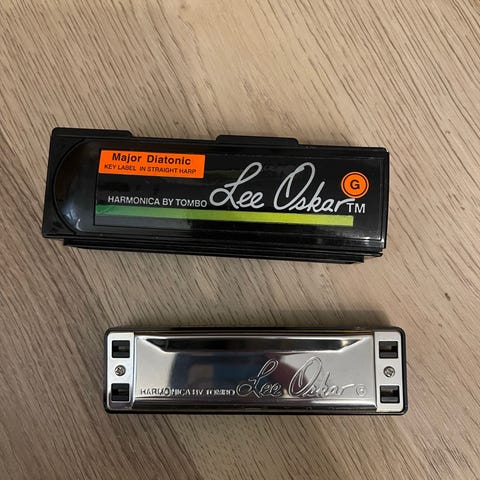 Major Diatonic
KEY LABEL IN STRAIGHT HARP
G
HARMONICA BY TOMBO Lee Oskar TM
HARMONICA BY TOMBO Lee Oskar G